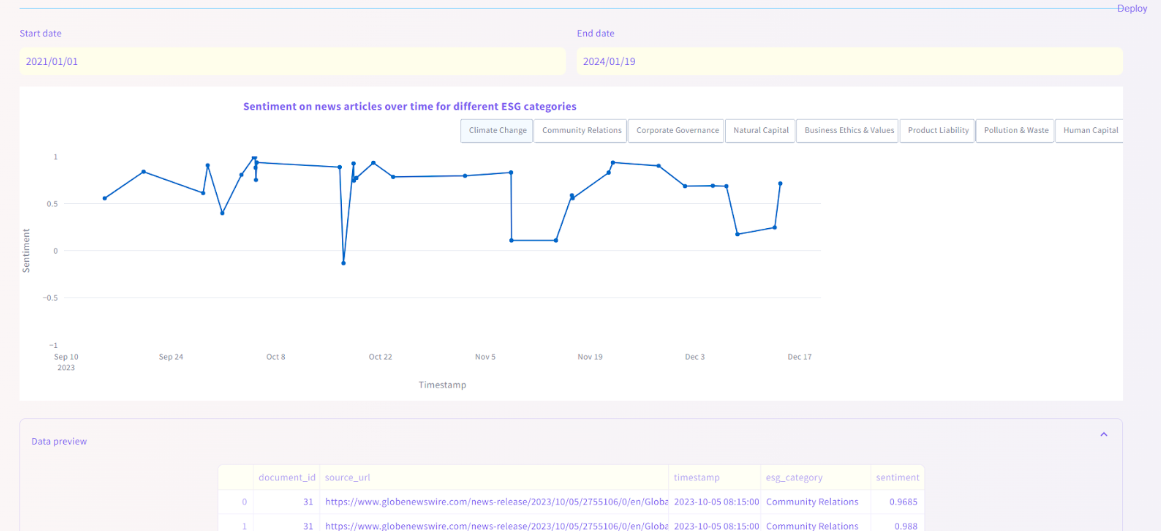 Deploy
Start date End date
2021/01/01 2024/01/19
Sentiment on news articles over time for different ESG categories
Climate Change Community Relations Corporate Governance Natural Capital Business Ethics & Values Product Liability Pollution & Waste Human Capital
1
0.5
0
−0.5
−1
Sentiment
Sep 10 Sep 24 Oct 8 Oct 22 Nov 5 Nov 19 Dec 3 Dec 17
2023
Timestamp
Data preview
document_id source_url timestamp esg_category sentiment
0 31 https://www.globenewswire.com/news-release/2023/10/05/2755106/0/en/Globa 2023-10-05 08:15:00 Community Relations 0.9685
1 31 https://www.globenewswire.com/news-release/2023/10/05/2755106/0/en/Globa 2023-10-05 08:15:00 Community Relations 0.988